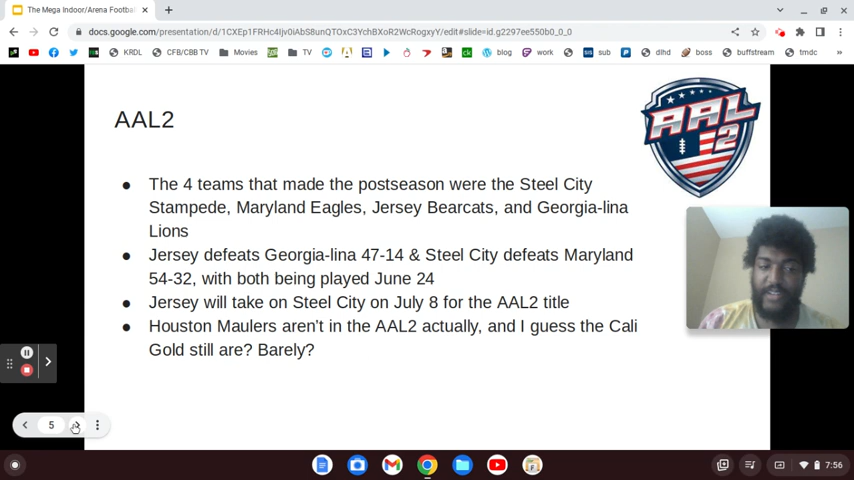 The Mega Indoor/Arena Footba
docs.google.com/presentation/d/1CXEp1FRHc4Ijv0iAbS8unQTOxC3YchBXoR2WcRogxyY/edit#slide=id.g2297ee550b0_0_0
KRDL
CFB/CBB TV
Movies
TV
blog
work
sub
dlhd
boss
buffstream
tmdc
AAL2
AAL
2
● The 4 teams that made the postseason were the Steel City
Stampede, Maryland Eagles, Jersey Bearcats, and Georgia-lina
Lions
● Jersey defeats Georgia-lina 47-14 & Steel City defeats Maryland
54-32, with both being played June 24
● Jersey will take on Steel City on July 8 for the AAL2 title
● Houston Maulers aren't in the AAL2 actually, and I guess the Cali
Gold still are? Barely?
5
7:56